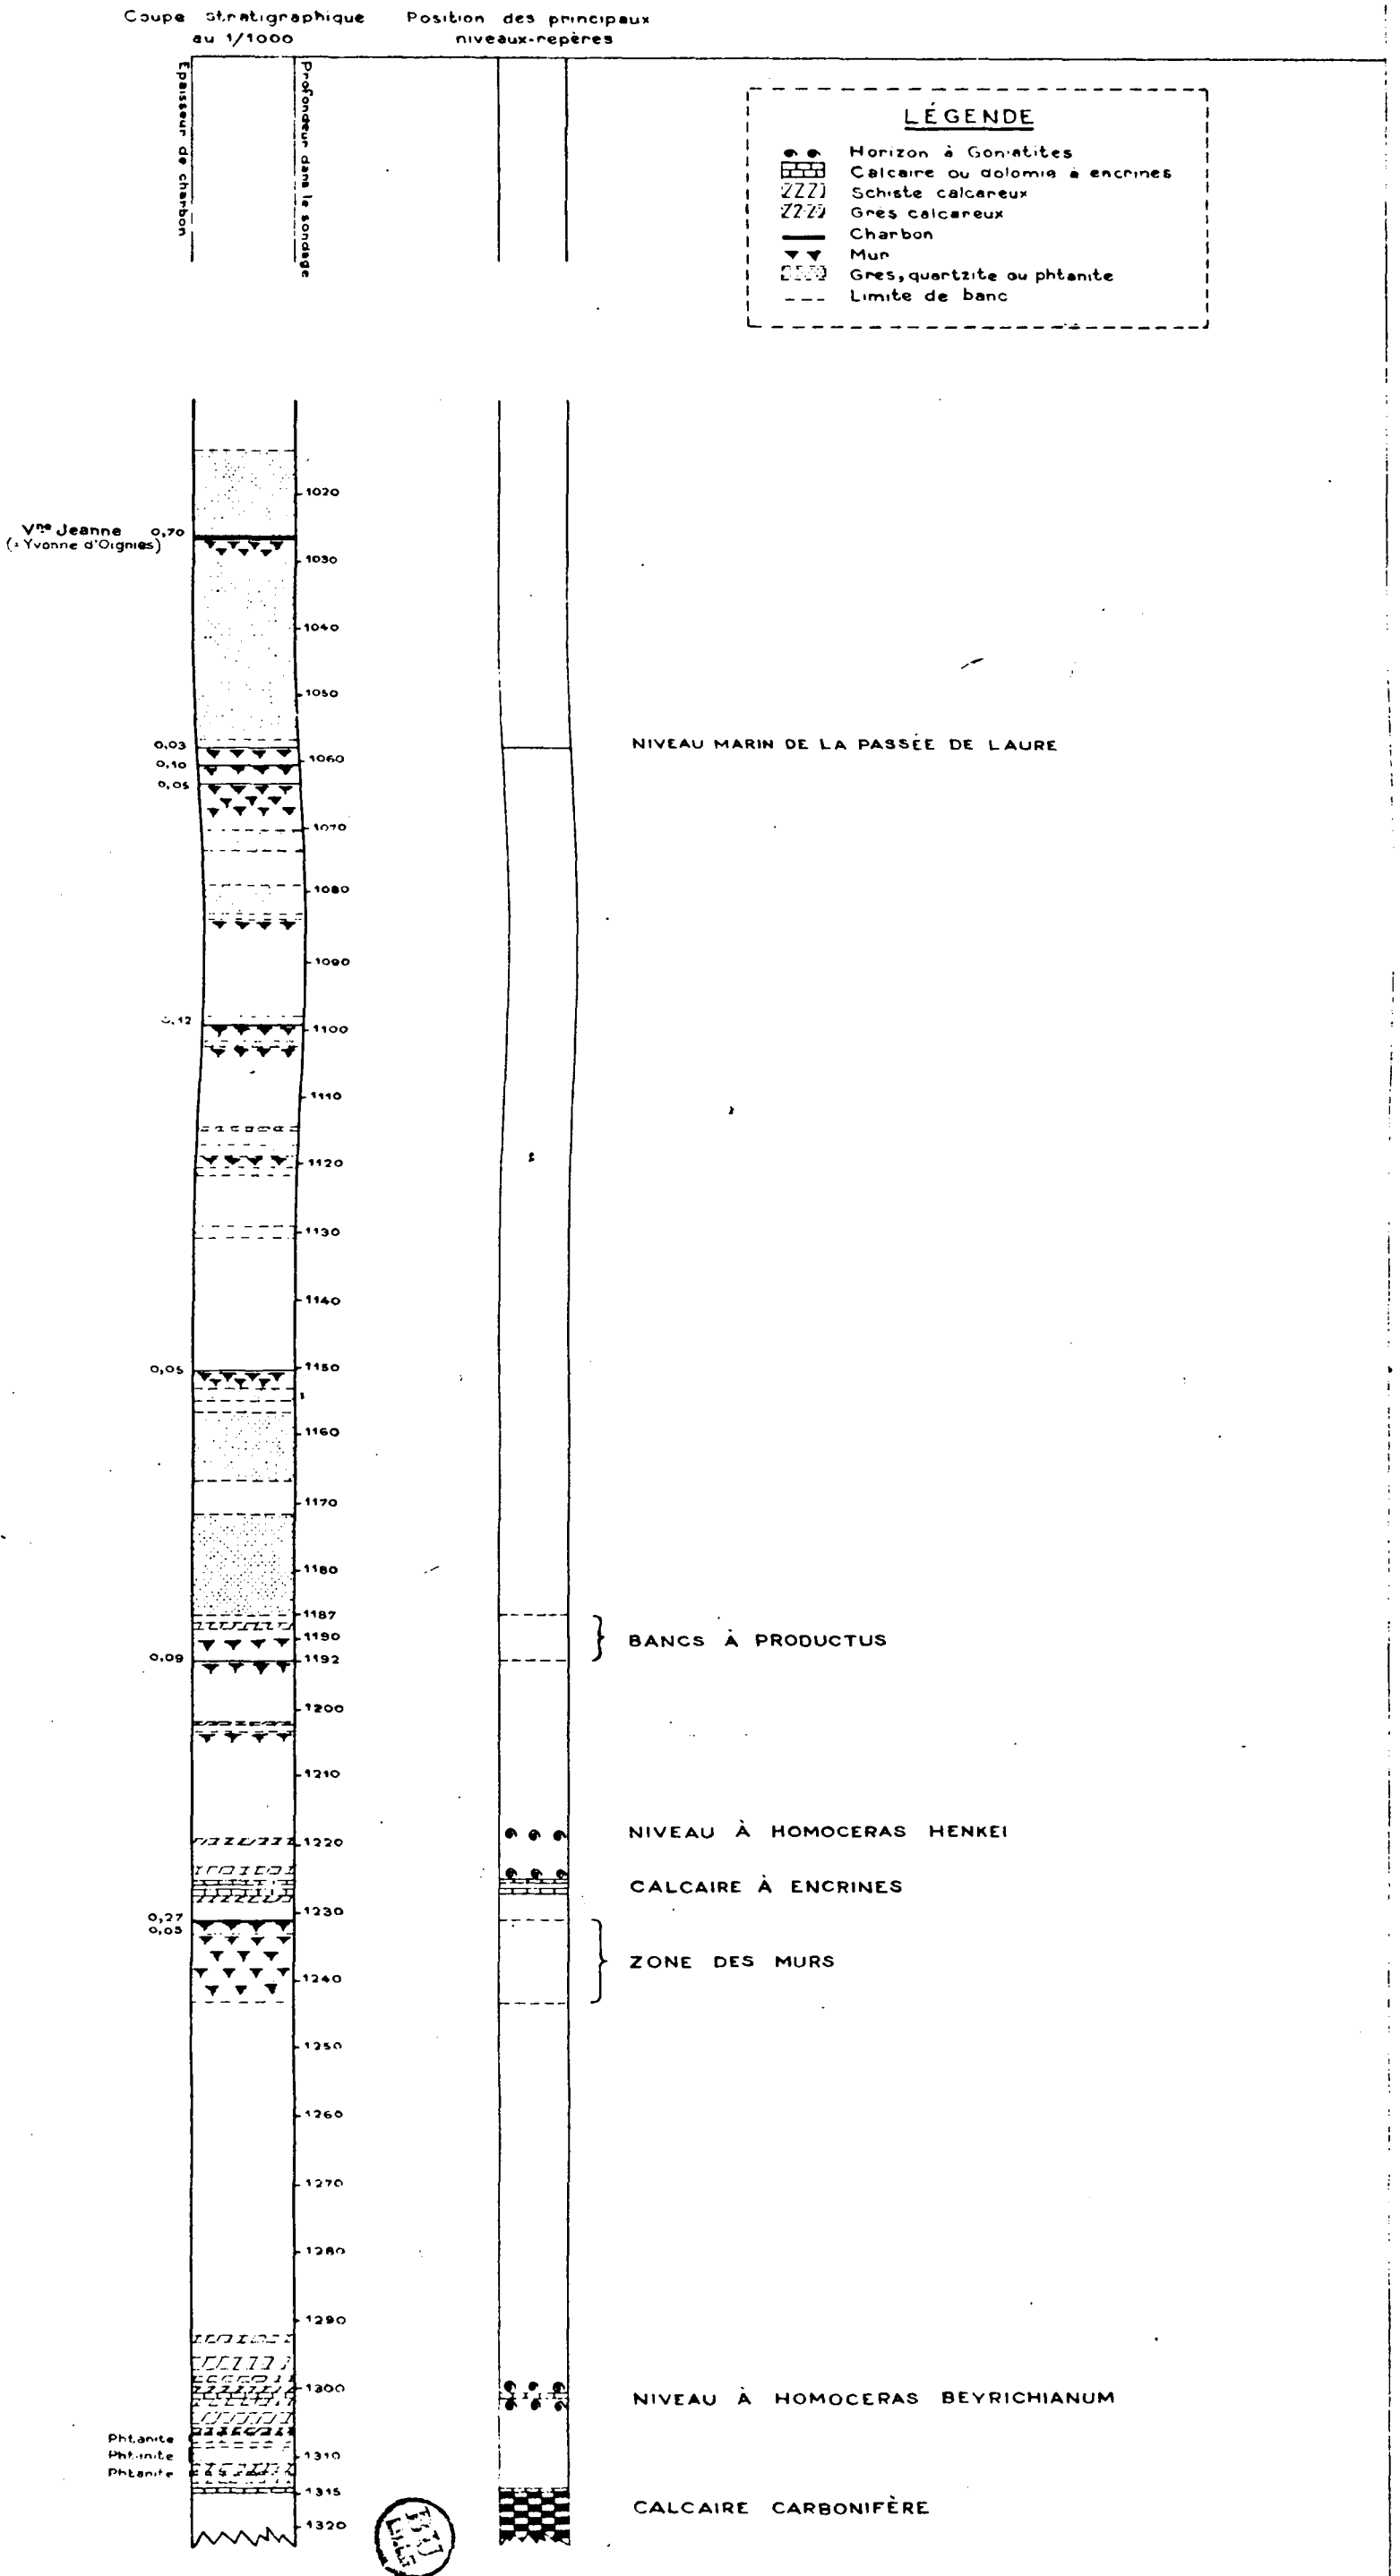 Coupe stratigraphique
au 1/1000
Position des principaux
niveaux-repères
Epaisseur de charbon
Profondeur dans le sondage
LÉGENDE
Horizon à Goniatites
Calcaire ou dolomie à encrines
Schiste calcareux
Grès calcareux
Charbon
Mur
Grès, quartzite ou phtanite
Limite de banc
1020
Vne Jeanne 0,70
(= Yvonne d'Oignies)
1030
1040
1050
0,03
NIVEAU MARIN DE LA PASSÉE DE LAURE
1060
0,10
0,05
1070
1080
1090
0,12
1100
1110
1120
1130
1140
0,05
1150
1160
1170
1180
1187
1190
BANCS À PRODUCTUS
0,09
1192
1200
1210
NIVEAU À HOMOCERAS HENKEI
1220
CALCAIRE À ENCRINES
1230
0,27
0,05
ZONE DES MURS
1240
1250
1260
1270
1280
1290
1300
NIVEAU À HOMOCERAS BEYRICHIANUM
Phtanite
Phtanite
1310
Phtanite
1315
CALCAIRE CARBONIFÈRE
1320
BU
LILLE